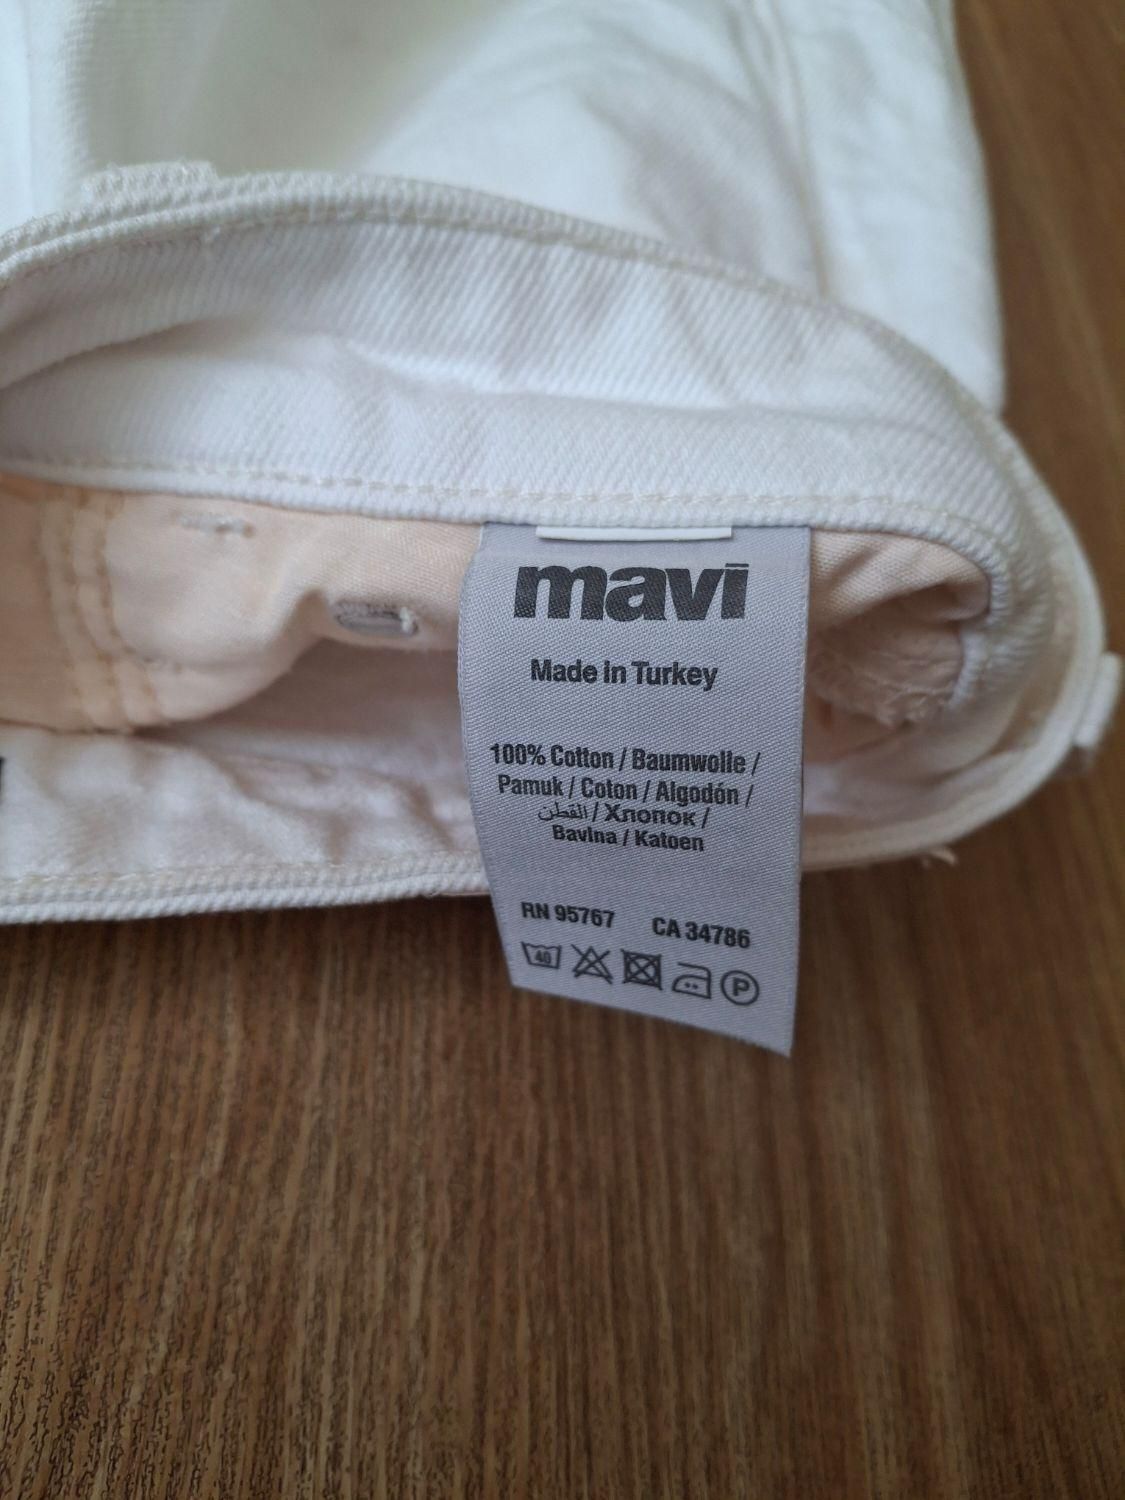 mavi
Made in Turkey
100% Cotton / Baumwolle /
Pamuk / Coton / Algodón /
القطن / Хлопок /
Bavlna / Katoen
RN 95767 CA 34786
40 P